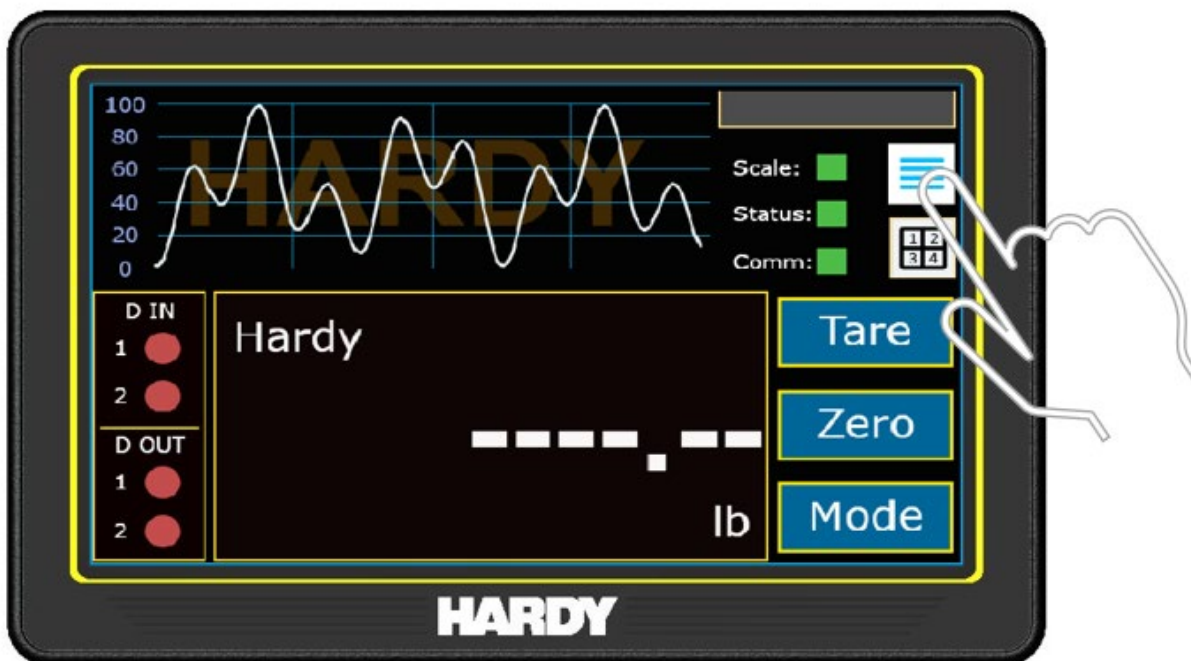 100
80
60
40
20
0
HARDY
Scale:
Status:
Comm:
1 2
3 4
D IN
1
2
D OUT
1
2
Hardy
----.--
lb
Tare
Zero
Mode
HARDY